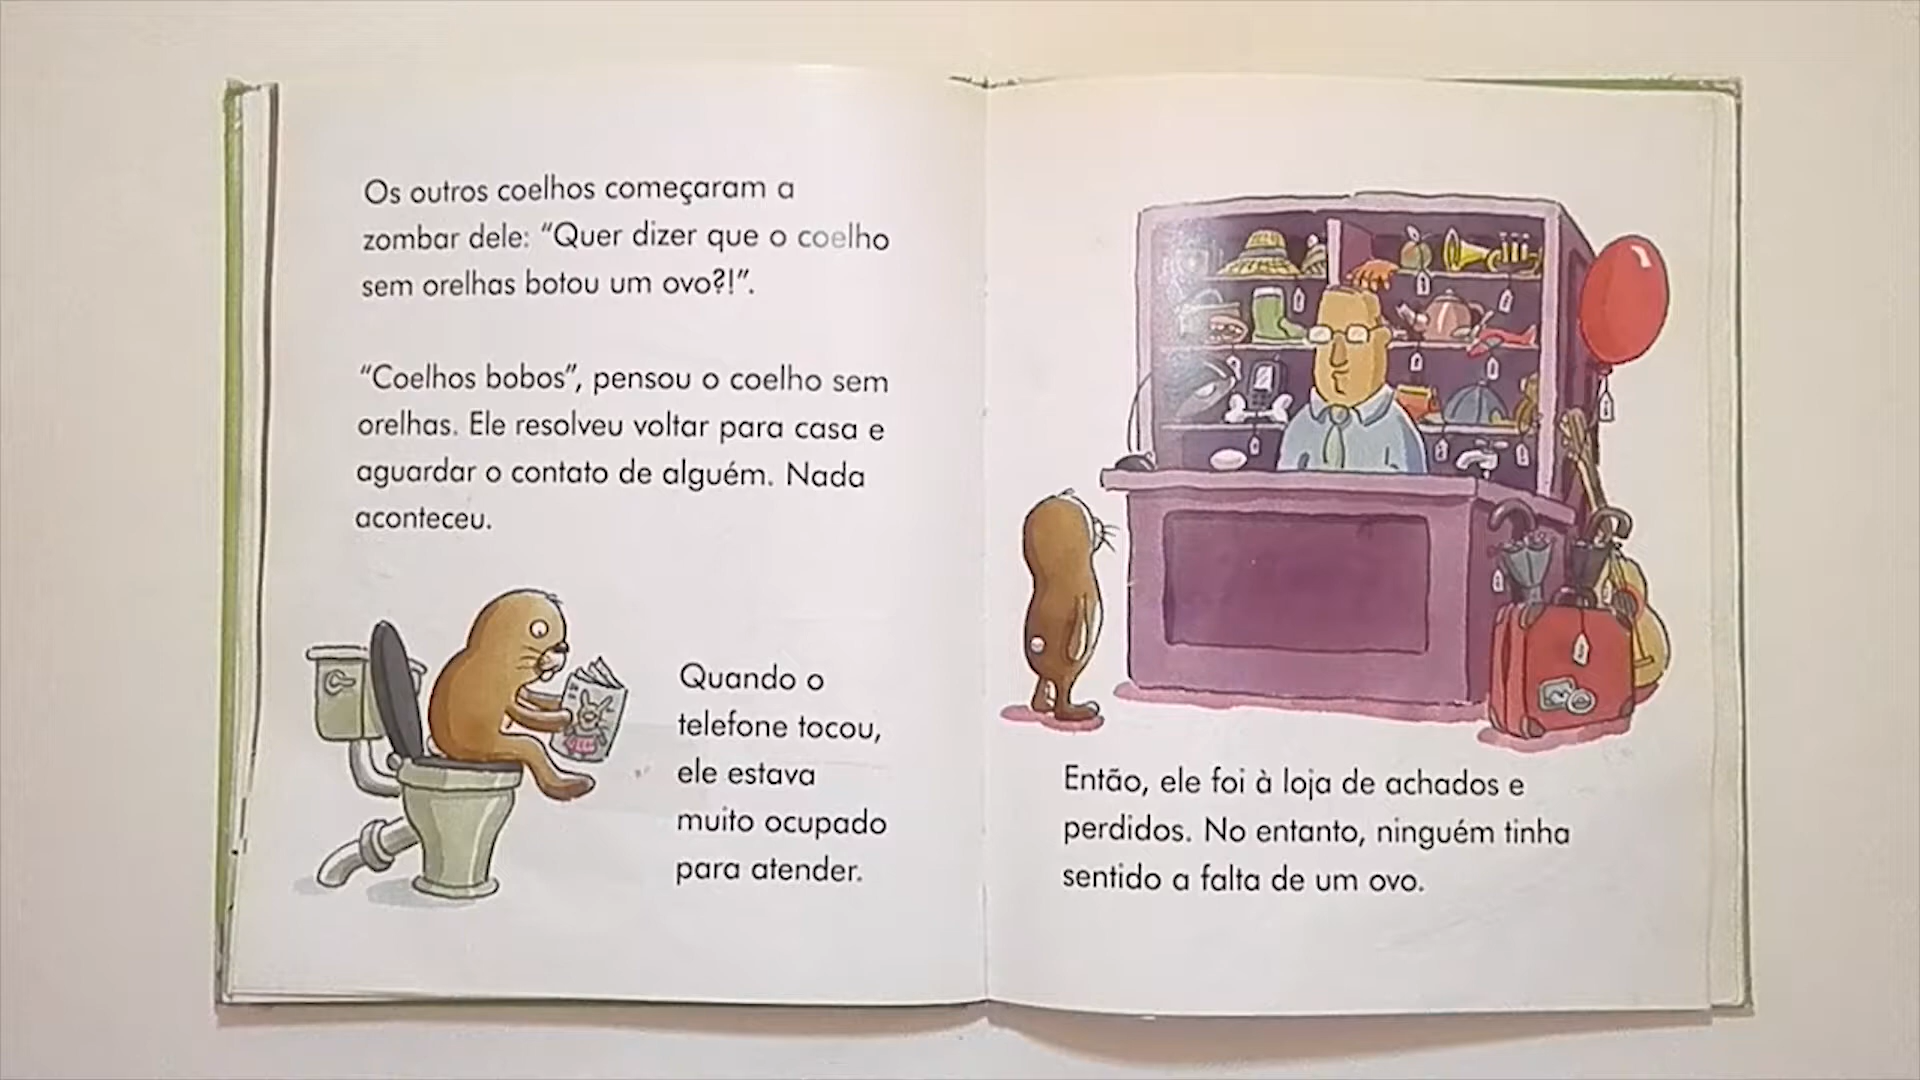 Os outros coelhos começaram a
zombar dele: “Quer dizer que o coelho
sem orelhas botou um ovo?!”.
“Coelhos bobos”, pensou o coelho sem
orelhas. Ele resolveu voltar para casa e
aguardar o contato de alguém. Nada
aconteceu.
Quando o
telefone tocou,
ele estava
muito ocupado
para atender.
Então, ele foi à loja de achados e
perdidos. No entanto, ninguém tinha
sentido a falta de um ovo.